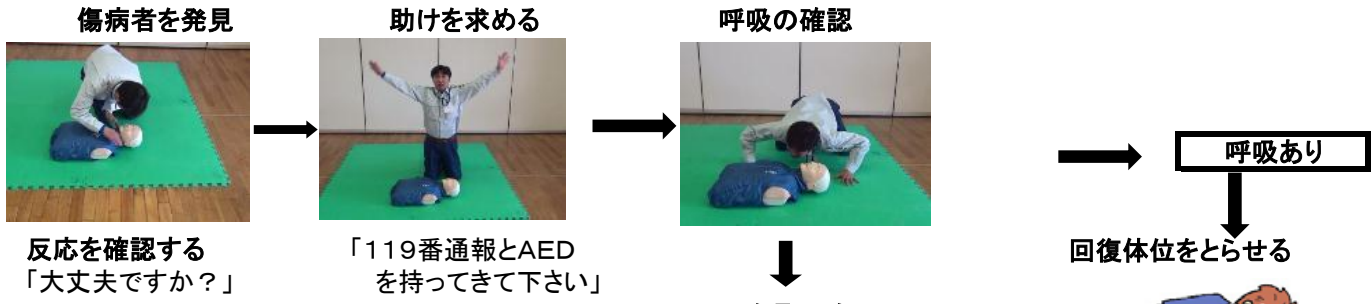 傷病者を発見
助けを求める
呼吸の確認
呼吸あり
反応を確認する
「大丈夫ですか?」
「119番通報とAED
を持ってきて下さい」
回復体位をとらせる